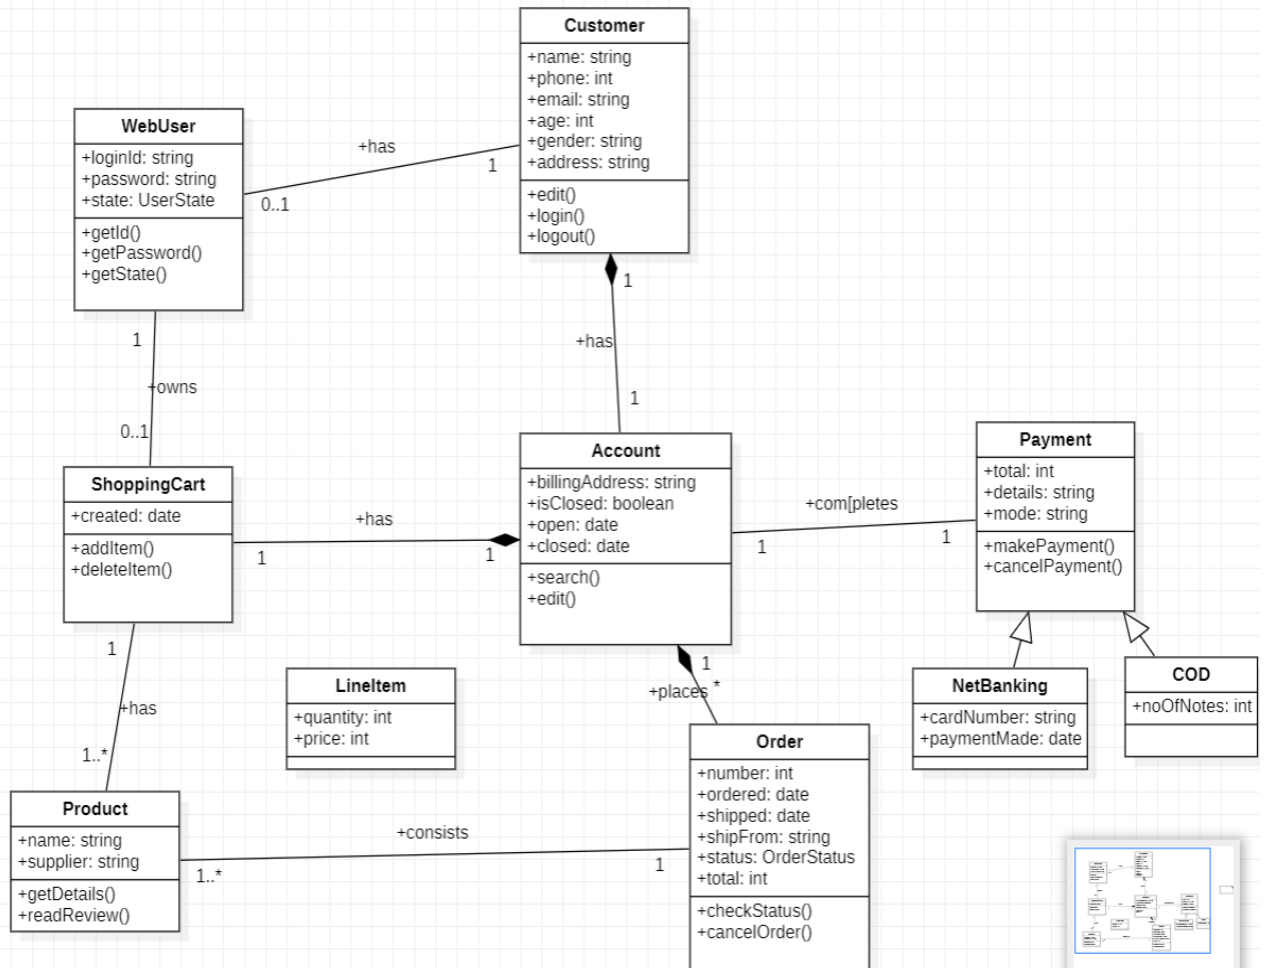 Customer
+name: string
+phone: int
+email: string
+age: int
+gender: string
+address: string
+edit()
+login()
+logout()
WebUser
+loginId: string
+password: string
+state: UserState
+getId()
+getPassword()
+getState()
+has
0..1
1
1
+has
1
1
+owns
0..1
ShoppingCart
+created: date
+addItem()
+deleteItem()
+has
1
1
Account
+billingAddress: string
+isClosed: boolean
+open: date
+closed: date
+search()
+edit()
+com[pletes
1
1
Payment
+total: int
+details: string
+mode: string
+makePayment()
+cancelPayment()
1
+has
1..*
LineItem
+quantity: int
+price: int
1
+places *
NetBanking
+cardNumber: string
+paymentMade: date
COD
+noOfNotes: int
Product
+name: string
+supplier: string
+getDetails()
+readReview()
+consists
1..*
1
Order
+number: int
+ordered: date
+shipped: date
+shipFrom: string
+status: OrderStatus
+total: int
+checkStatus()
+cancelOrder()